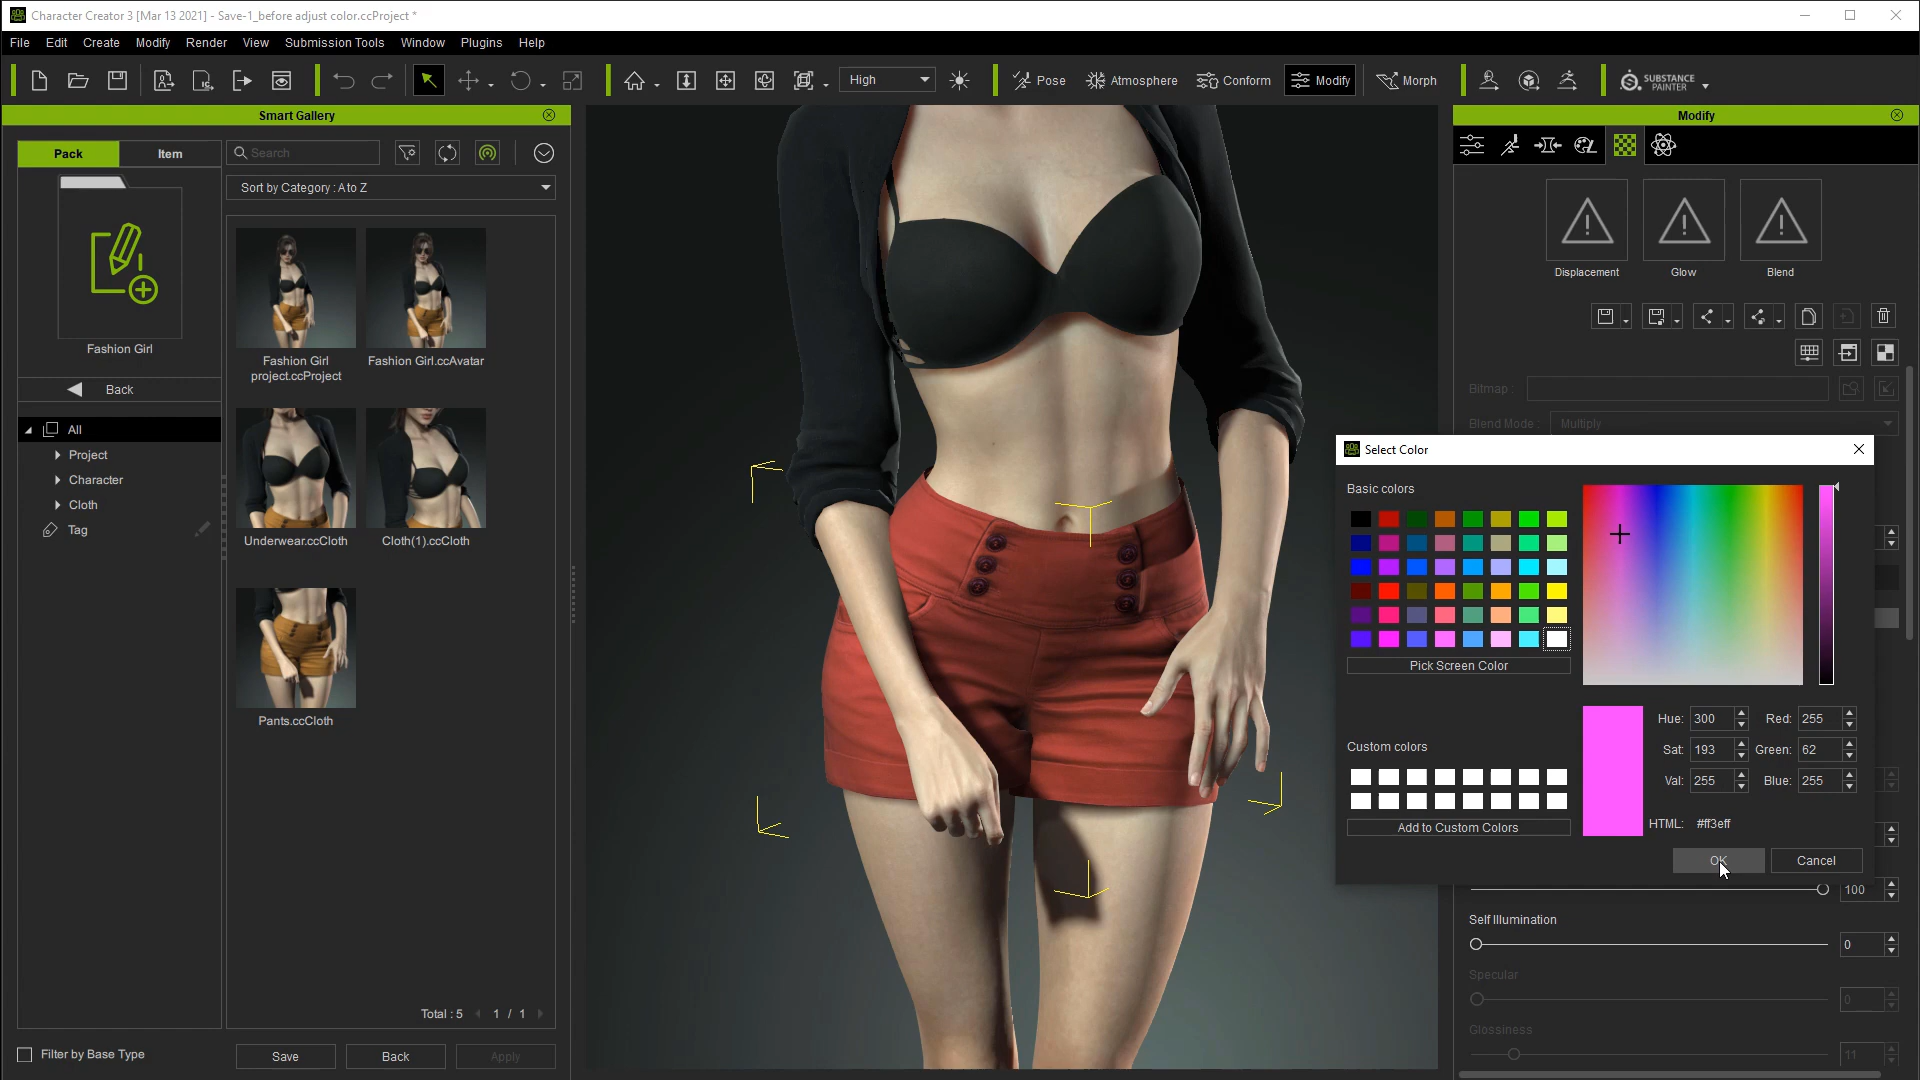 Character Creator 3 [Mar 13 2021] - Save-1_before adjust color.ccProject *
File Edit Create Modify Render View Submission Tools Window Plugins Help
High Pose Atmosphere Conform Modify Morph SUBSTANCE PAINTER
Smart Gallery
Pack Item Search
Sort by Category : A to Z
Fashion Girl
Back
All
Project
Character
Cloth
Tag
Fashion Girl project.ccProject
Fashion Girl.ccAvatar
Underwear.ccCloth
Cloth(1).ccCloth
Pants.ccCloth
Total : 5 1 / 1
Filter by Base Type
Save Back Apply
Modify
Displacement Glow Blend
Bitmap :
Blend Mode : Multiply
Select Color
Basic colors
Pick Screen Color
Custom colors
Add to Custom Colors
Hue: 300 Red: 255
Sat: 193 Green: 62
Val: 255 Blue: 255
HTML: #ff3eff
OK Cancel
100
Self Illumination
0
Specular
0
Glossiness
11